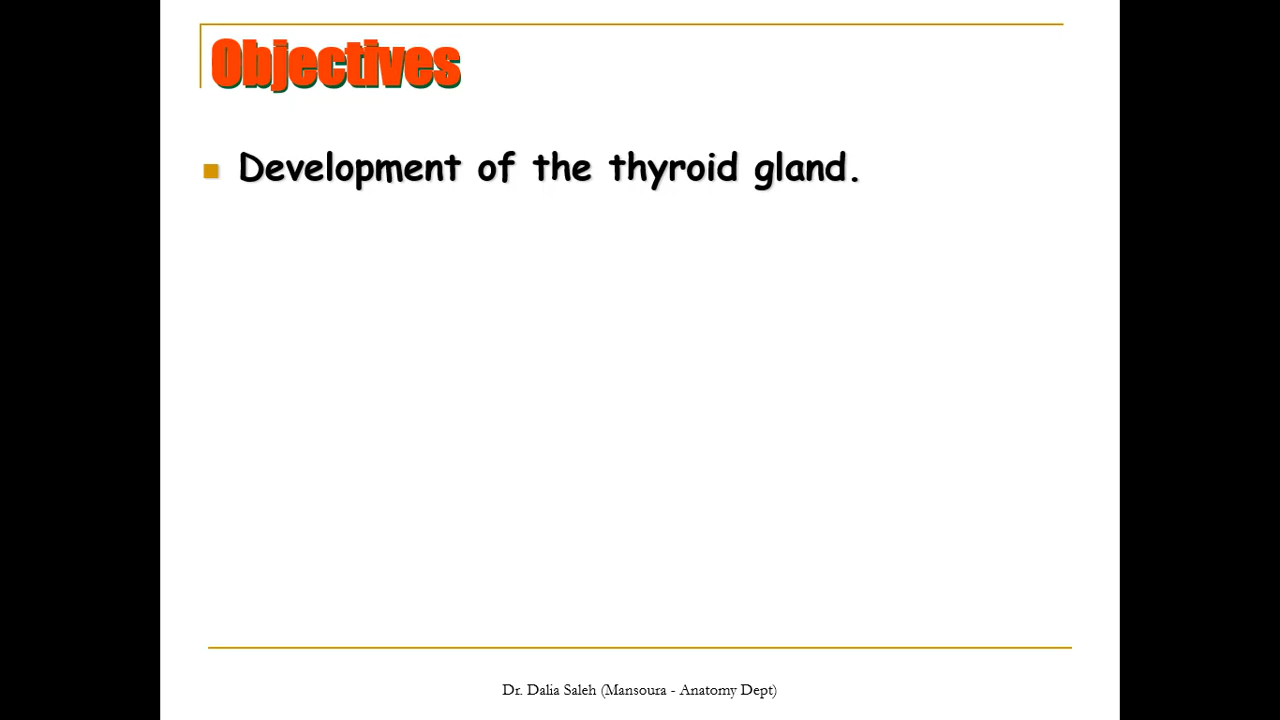 Objectives
Development of the thyroid gland.
Dr. Dalia Saleh (Mansoura - Anatomy Dept)